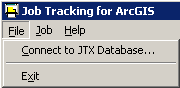 Job Tracking for ArcGIS
File Job Help
Connect to JTX Database...
Exit